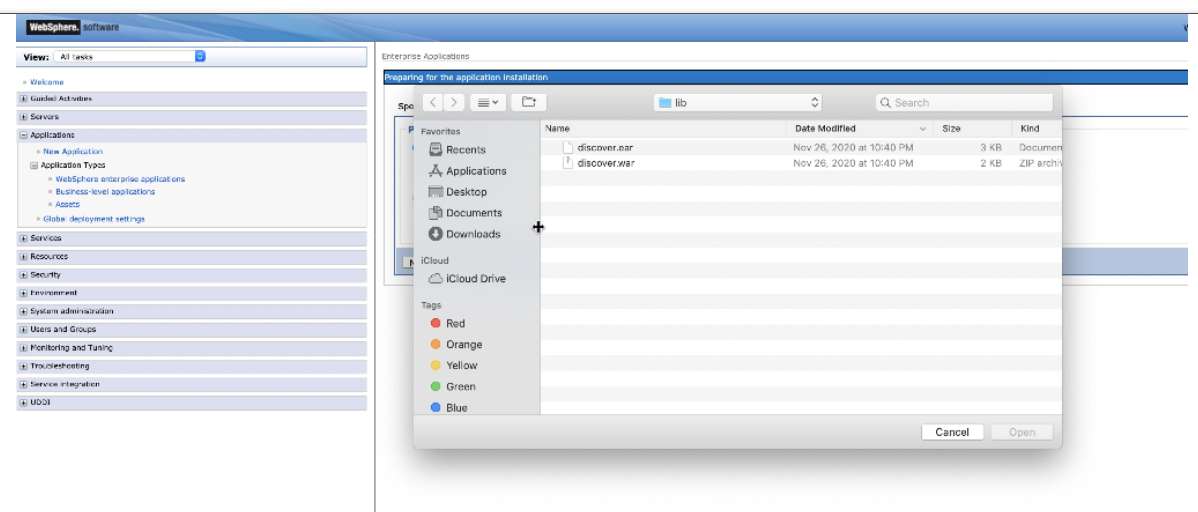 WebSphere. software
View: All tasks
Welcome
Guided Activities
Servers
Applications
New Application
Application Types
WebSphere enterprise applications
Business-level applications
Assets
Global deployment settings
Services
Resources
Security
Environment
System administration
Users and Groups
Monitoring and Tuning
Troubleshooting
Service integration
UDDI
Enterprise Applications
Preparing for the application installation
Spe
lib
Search
Favorites
Recents
Applications
Desktop
Documents
Downloads
iCloud
iCloud Drive
Tags
Red
Orange
Yellow
Green
Blue
Name Date Modified Size Kind
discover.ear Nov 26, 2020 at 10:40 PM 3 KB Documen
discover.war Nov 26, 2020 at 10:40 PM 2 KB ZIP archiv
Cancel Open